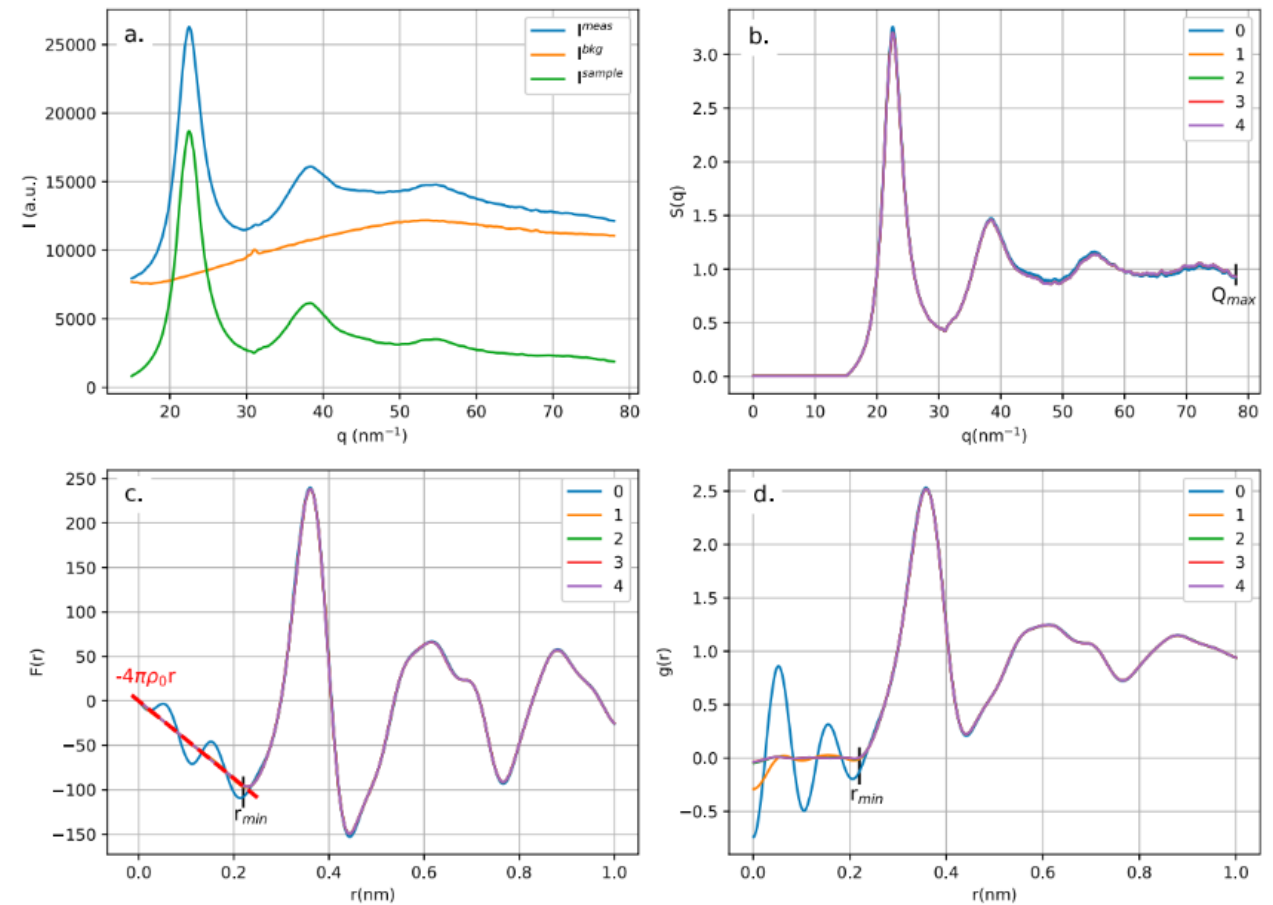 a.
I^meas
I^bkg
I^sample
25000
20000
15000
10000
5000
0
I (a.u.)
20 30 40 50 60 70 80
q (nm⁻¹)
b.
0
1
2
3
4
3.0
2.5
2.0
1.5
1.0
0.5
0.0
S(q)
Q_max
0 10 20 30 40 50 60 70 80
q(nm⁻¹)
c.
0
1
2
3
4
250
200
150
100
50
0
−50
−100
−150
F(r)
-4πρ₀r
r_min
0.0 0.2 0.4 0.6 0.8 1.0
r(nm)
d.
0
1
2
3
4
2.5
2.0
1.5
1.0
0.5
0.0
−0.5
g(r)
r_min
0.0 0.2 0.4 0.6 0.8 1.0
r(nm)